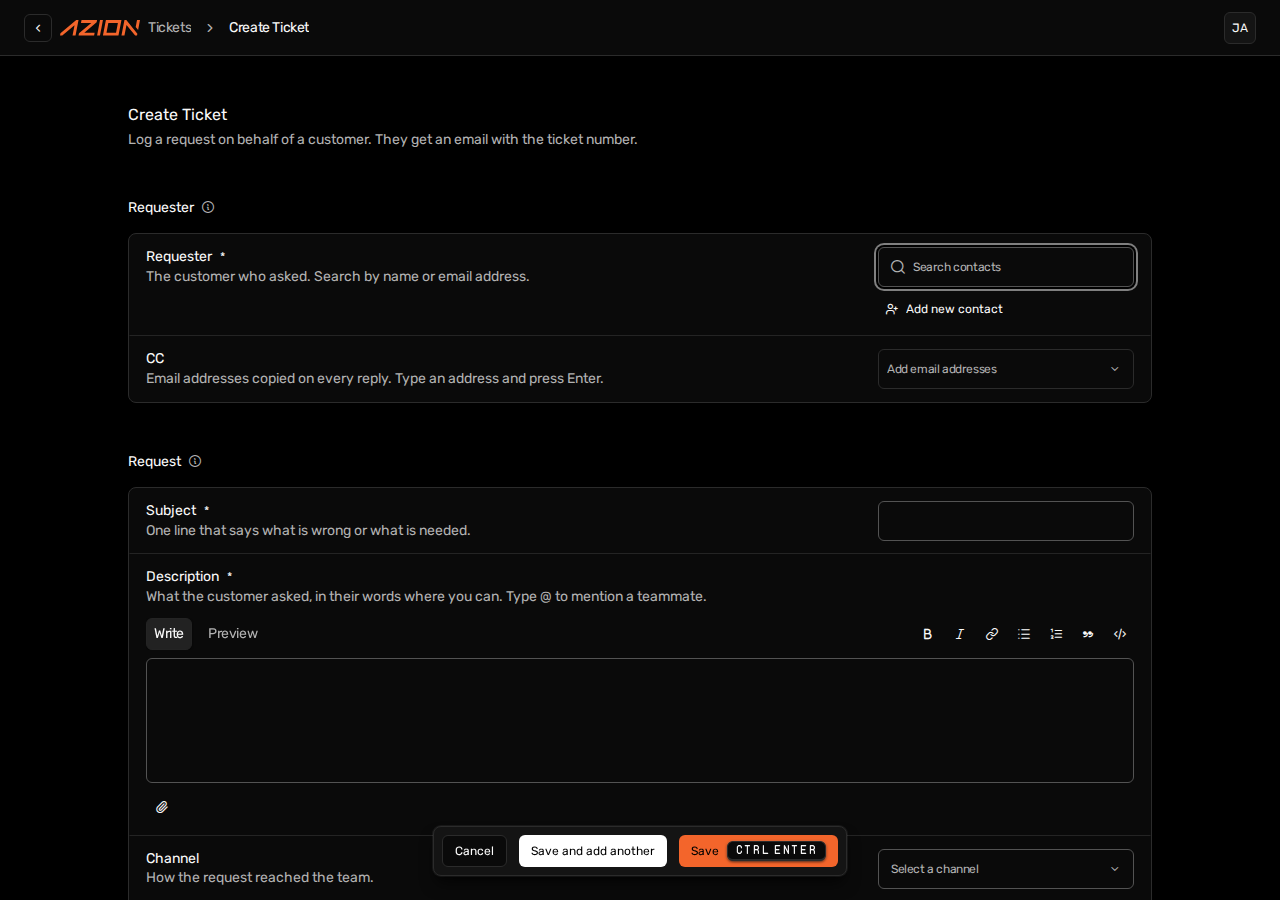 AZION Tickets Create Ticket JA
Create Ticket
Log a request on behalf of a customer. They get an email with the ticket number.
Requester
Requester *
The customer who asked. Search by name or email address.
Search contacts
Add new contact
CC
Email addresses copied on every reply. Type an address and press Enter.
Add email addresses
Request
Subject *
One line that says what is wrong or what is needed.
Description *
What the customer asked, in their words where you can. Type @ to mention a teammate.
Write Preview
Channel
How the request reached the team.
Select a channel
Cancel Save and add another Save CTRL ENTER